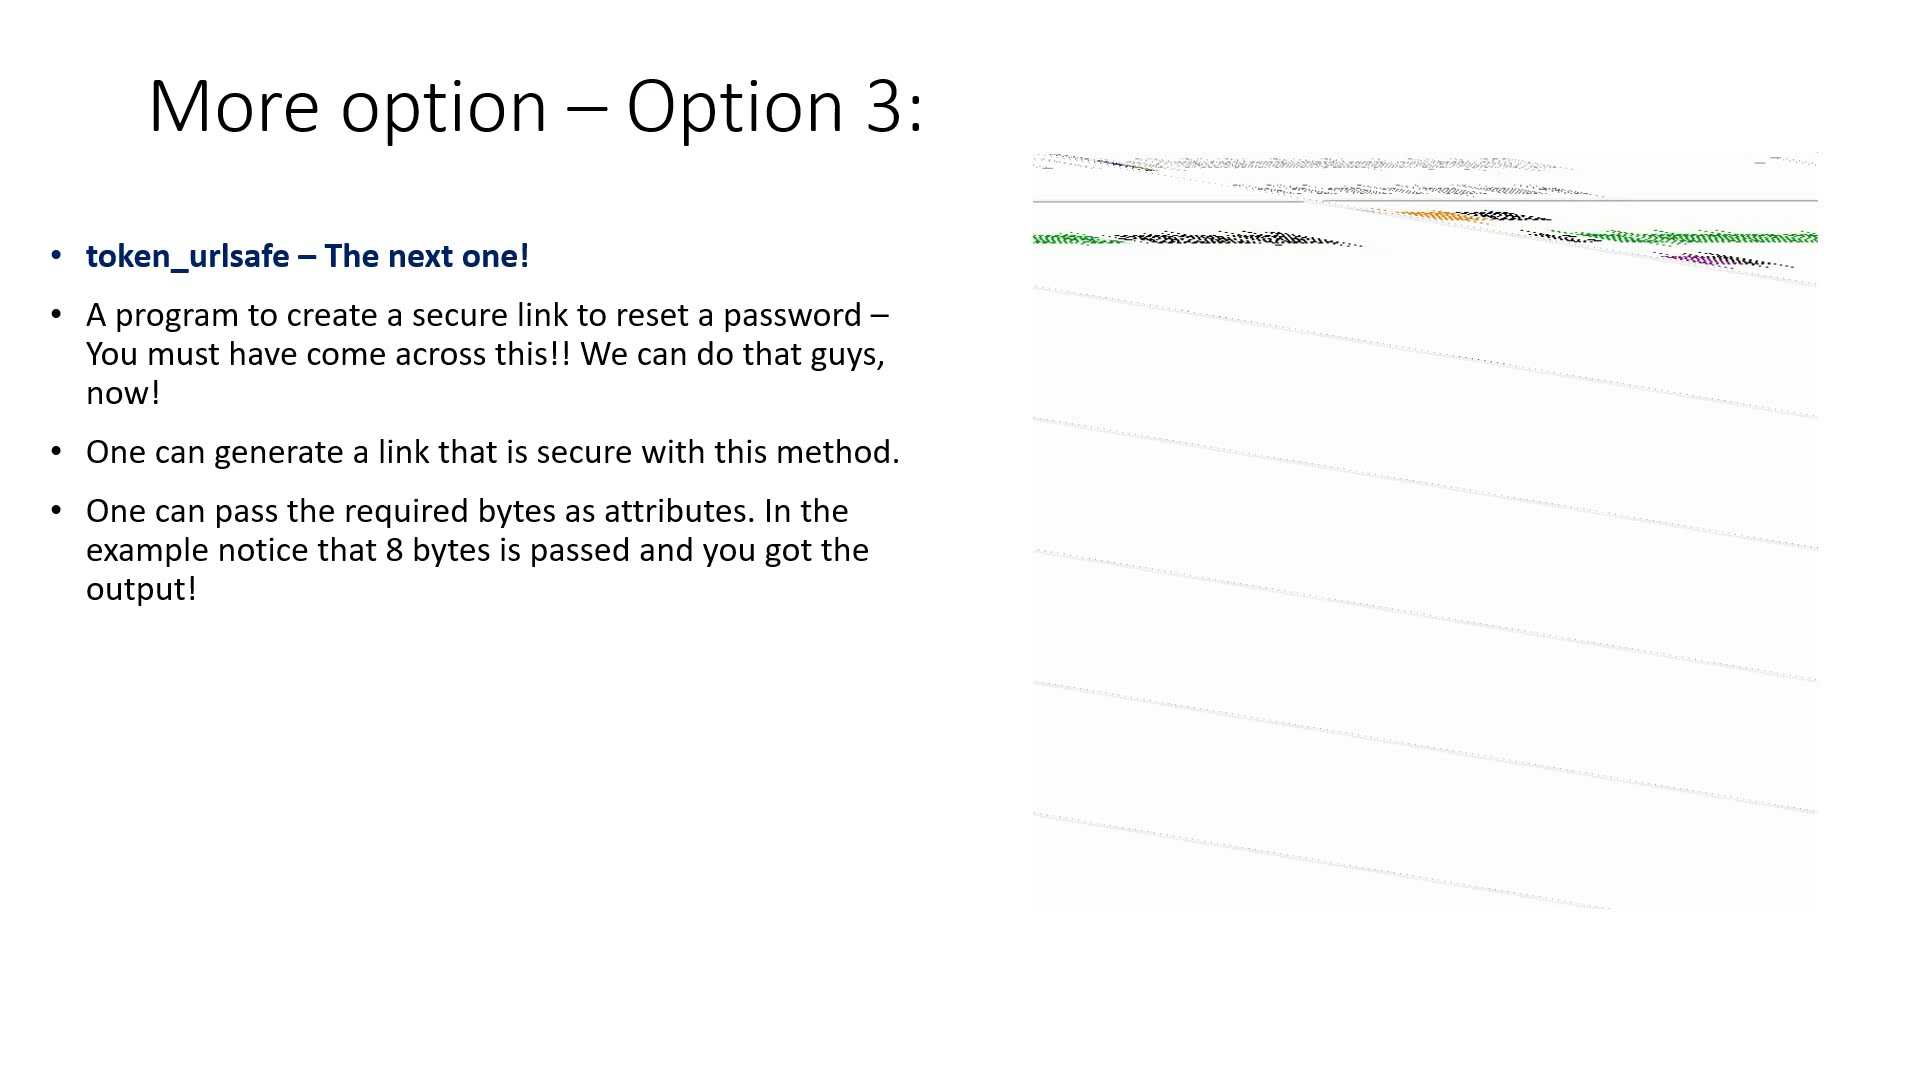 More option – Option 3:
• token_urlsafe – The next one!
• A program to create a secure link to reset a password –
You must have come across this!! We can do that guys,
now!
• One can generate a link that is secure with this method.
• One can pass the required bytes as attributes. In the
example notice that 8 bytes is passed and you got the
output!